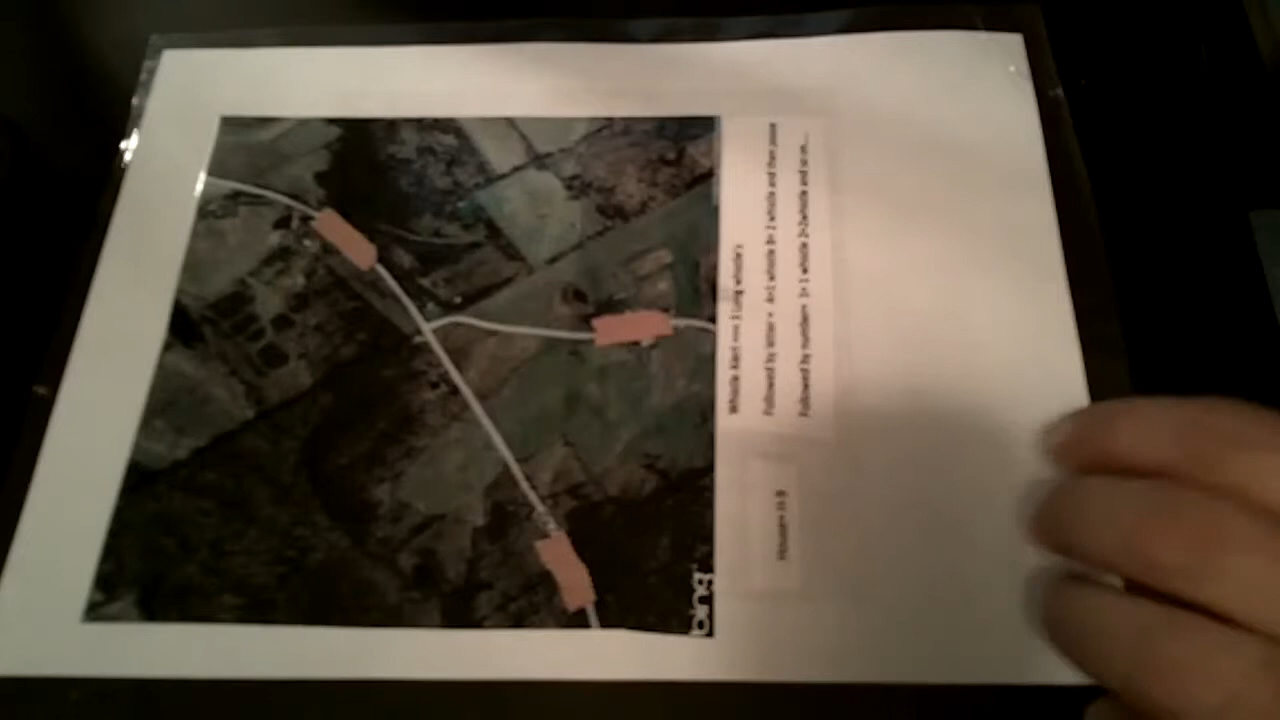 Whistle Alert === 3 Long whistle's
Followed by letter = A=1 whistle B= 2 whistle and then pause
Followed by number= 1= 1 whistle 2=2whistle and so on...
bing